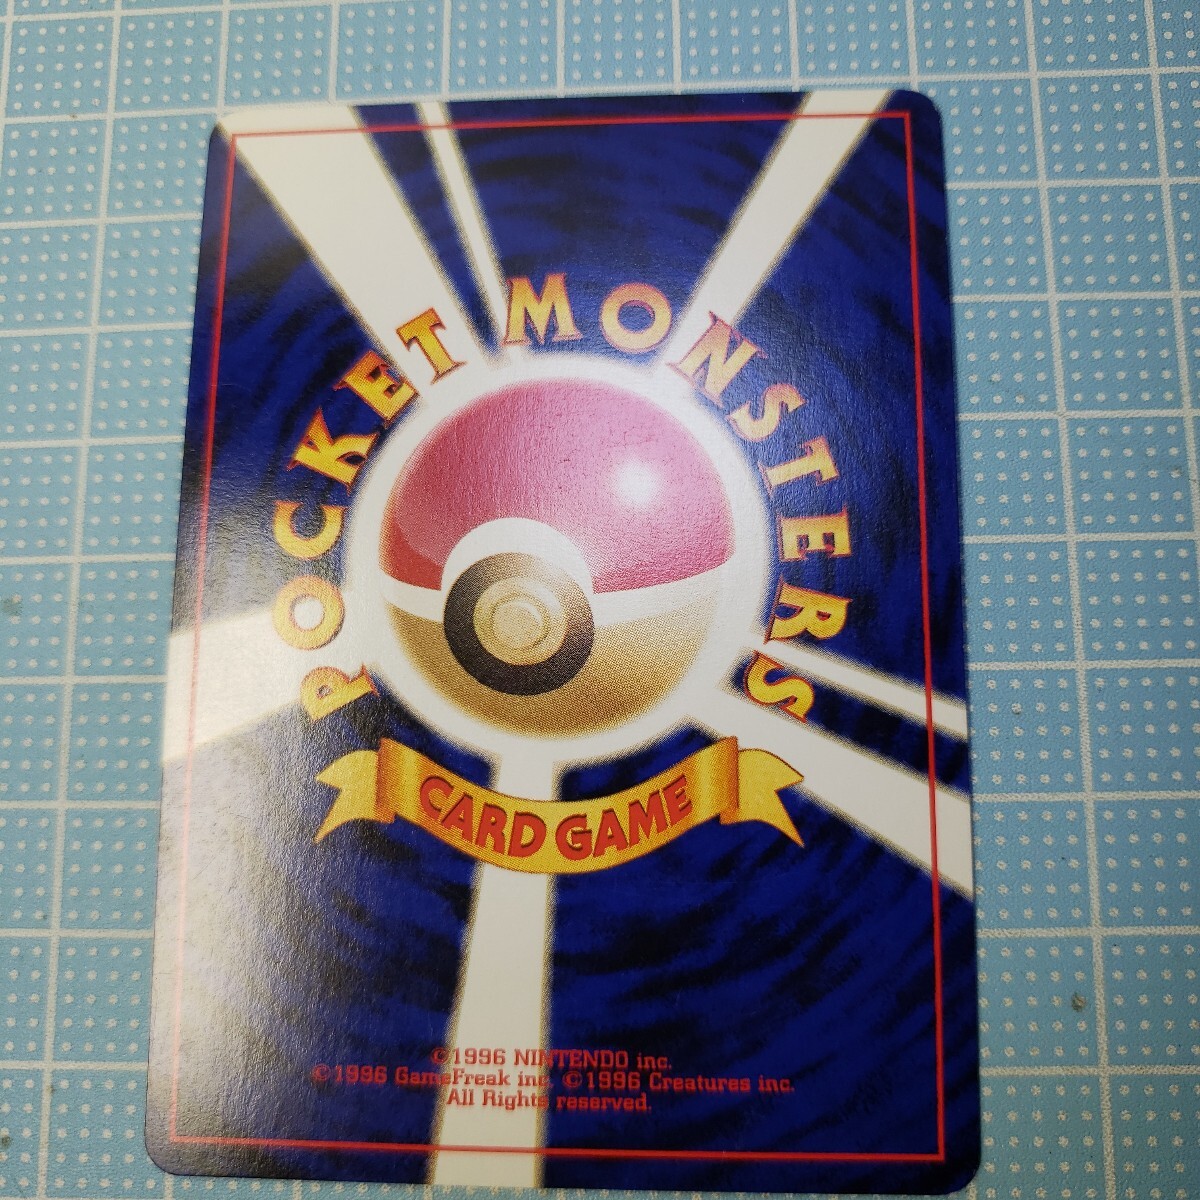 POCKET MONSTERS
CARD GAME
©1996 NINTENDO inc.
©1996 GameFreak inc. ©1996 Creatures inc.
All Rights reserved.